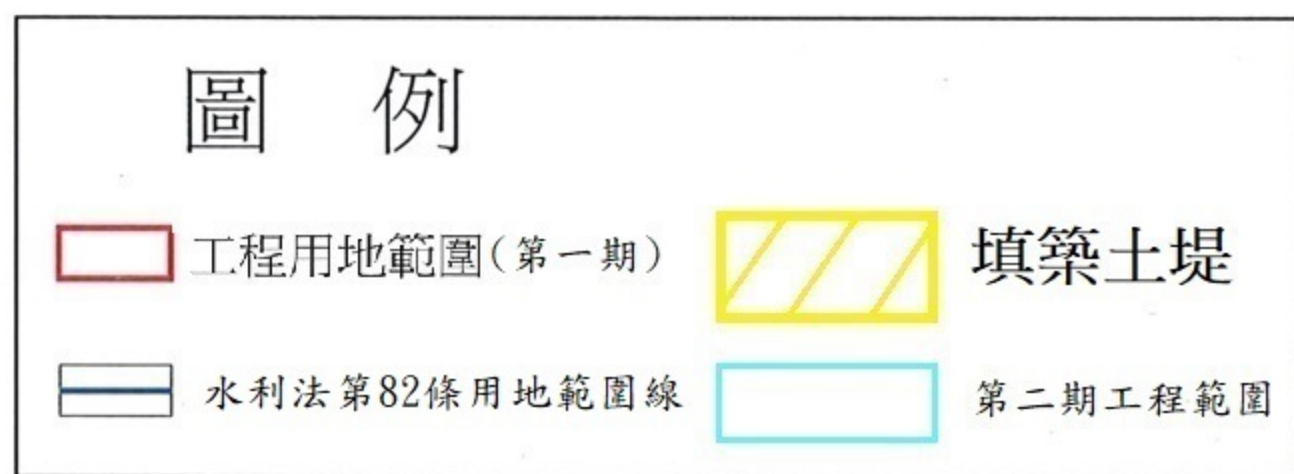 圖 例
工程用地範圍(第一期)
填築土堤
水利法第82條用地範圍線
第二期工程範圍